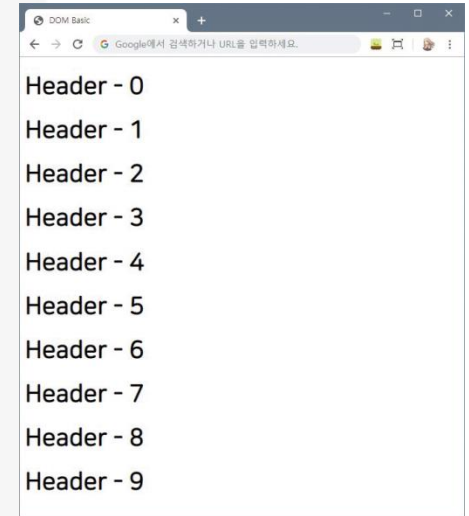 DOM Basic
Google에서 검색하거나 URL을 입력하세요.
Header - 0
Header - 1
Header - 2
Header - 3
Header - 4
Header - 5
Header - 6
Header - 7
Header - 8
Header - 9